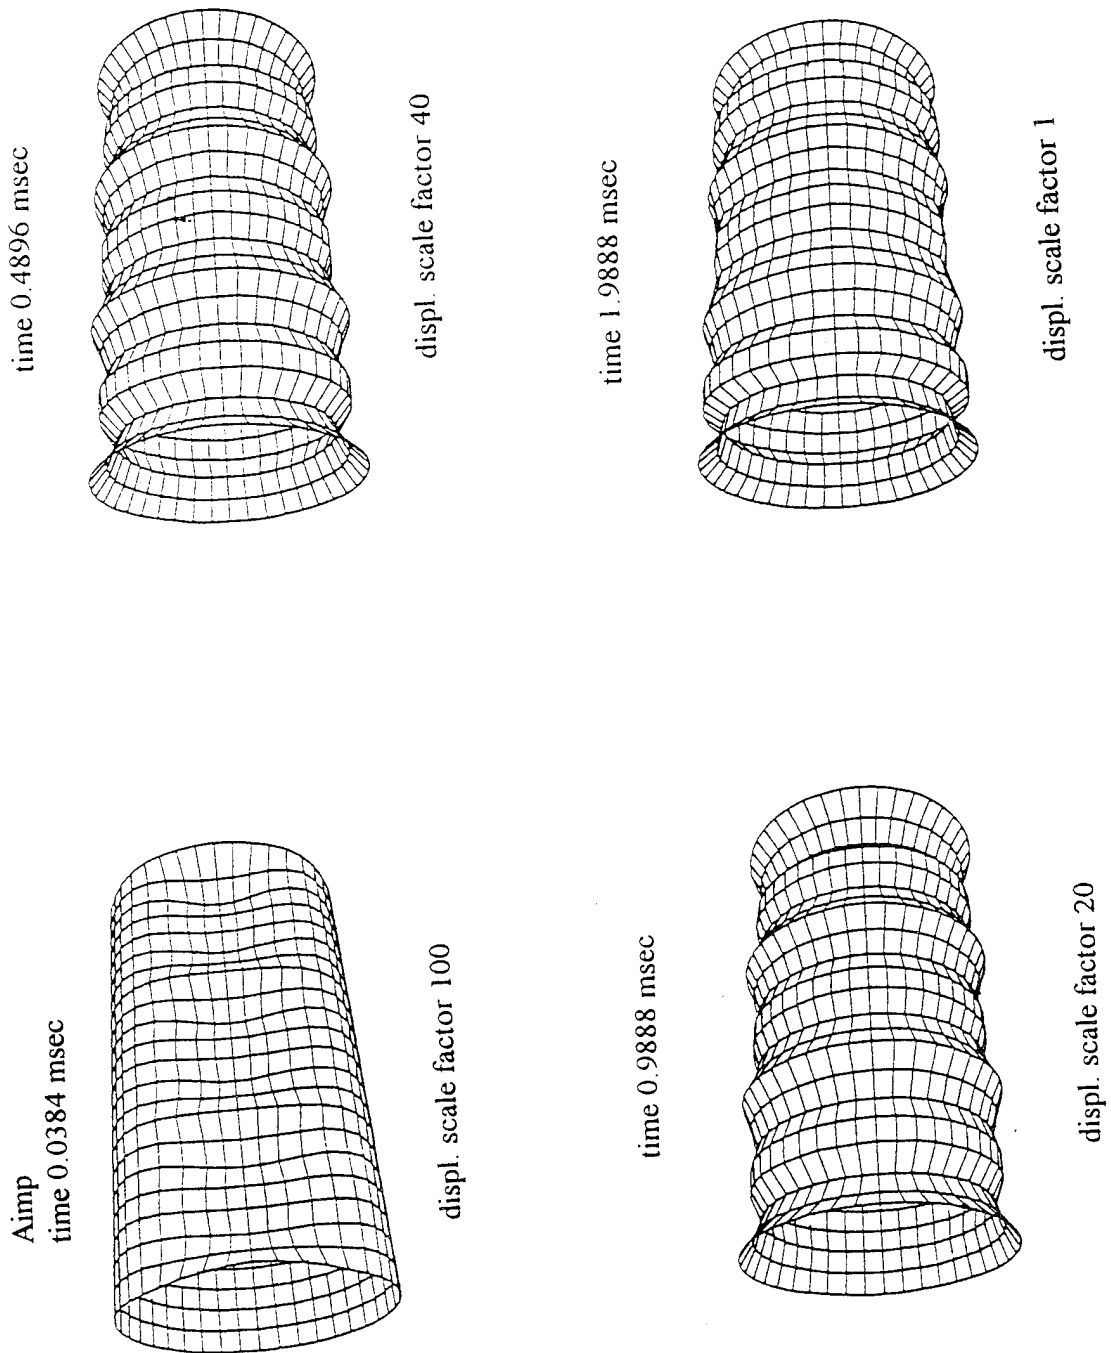 Aimp
time 0.0384 msec
displ. scale factor 100
time 0.4896 msec
displ. scale factor 40
time 0.9888 msec
displ. scale factor 20
time 1.9888 msec
displ. scale factor 1